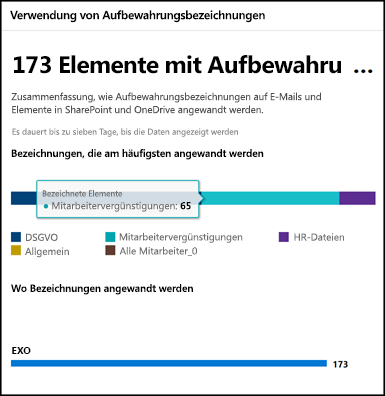 Verwendung von Aufbewahrungsbezeichnungen
173 Elemente mit Aufbewahru ...
Zusammenfassung, wie Aufbewahrungsbezeichnungen auf E-Mails und
Elemente in SharePoint und OneDrive angewandt werden.
Es dauert bis zu sieben Tage, bis die Daten angezeigt werden
Bezeichnungen, die am häufigsten angewandt werden
Bezeichnete Elemente
Mitarbeitervergünstigungen: 65
DSGVO
Mitarbeitervergünstigungen
HR-Dateien
Allgemein
Alle Mitarbeiter_0
Wo Bezeichnungen angewandt werden
EXO
173